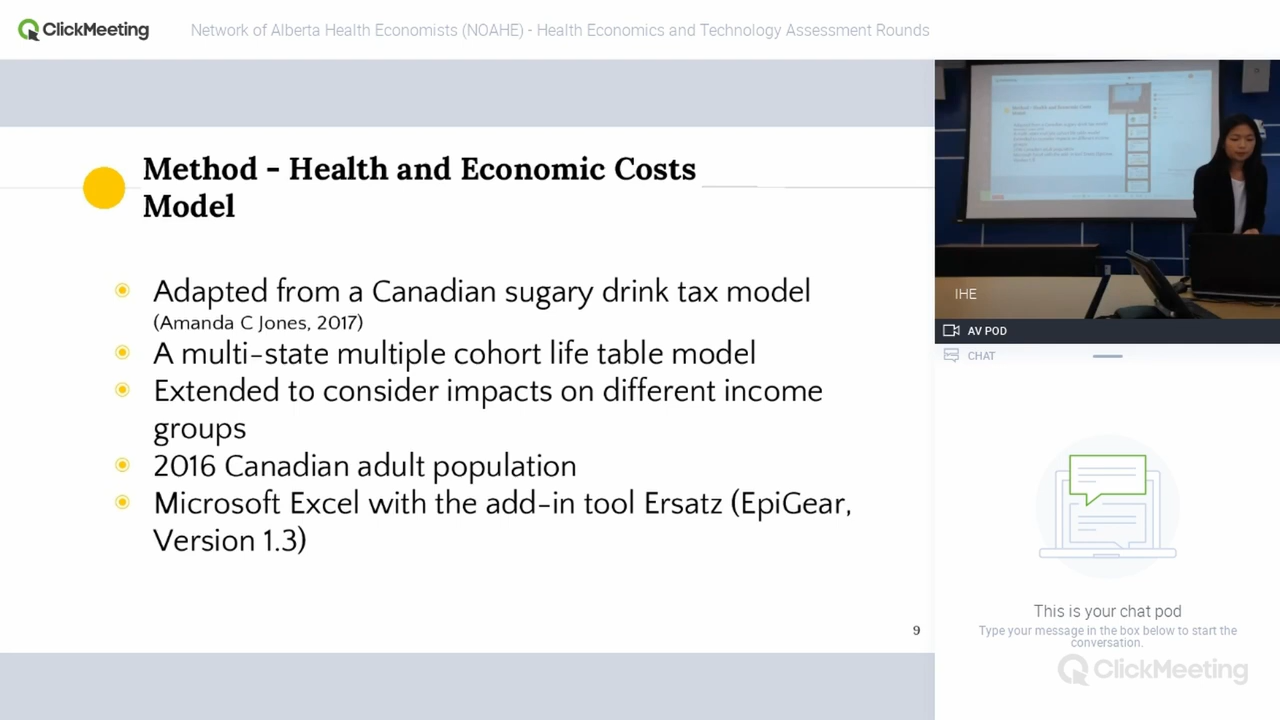 ClickMeeting
Network of Alberta Health Economists (NOAHE) - Health Economics and Technology Assessment Rounds
Method - Health and Economic Costs
Model
Adapted from a Canadian sugary drink tax model
(Amanda C Jones, 2017)
A multi-state multiple cohort life table model
Extended to consider impacts on different income
groups
2016 Canadian adult population
Microsoft Excel with the add-in tool Ersatz (EpiGear,
Version 1.3)
9
IHE
AV POD
CHAT
This is your chat pod
Type your message in the box below to start the
conversation.
ClickMeeting